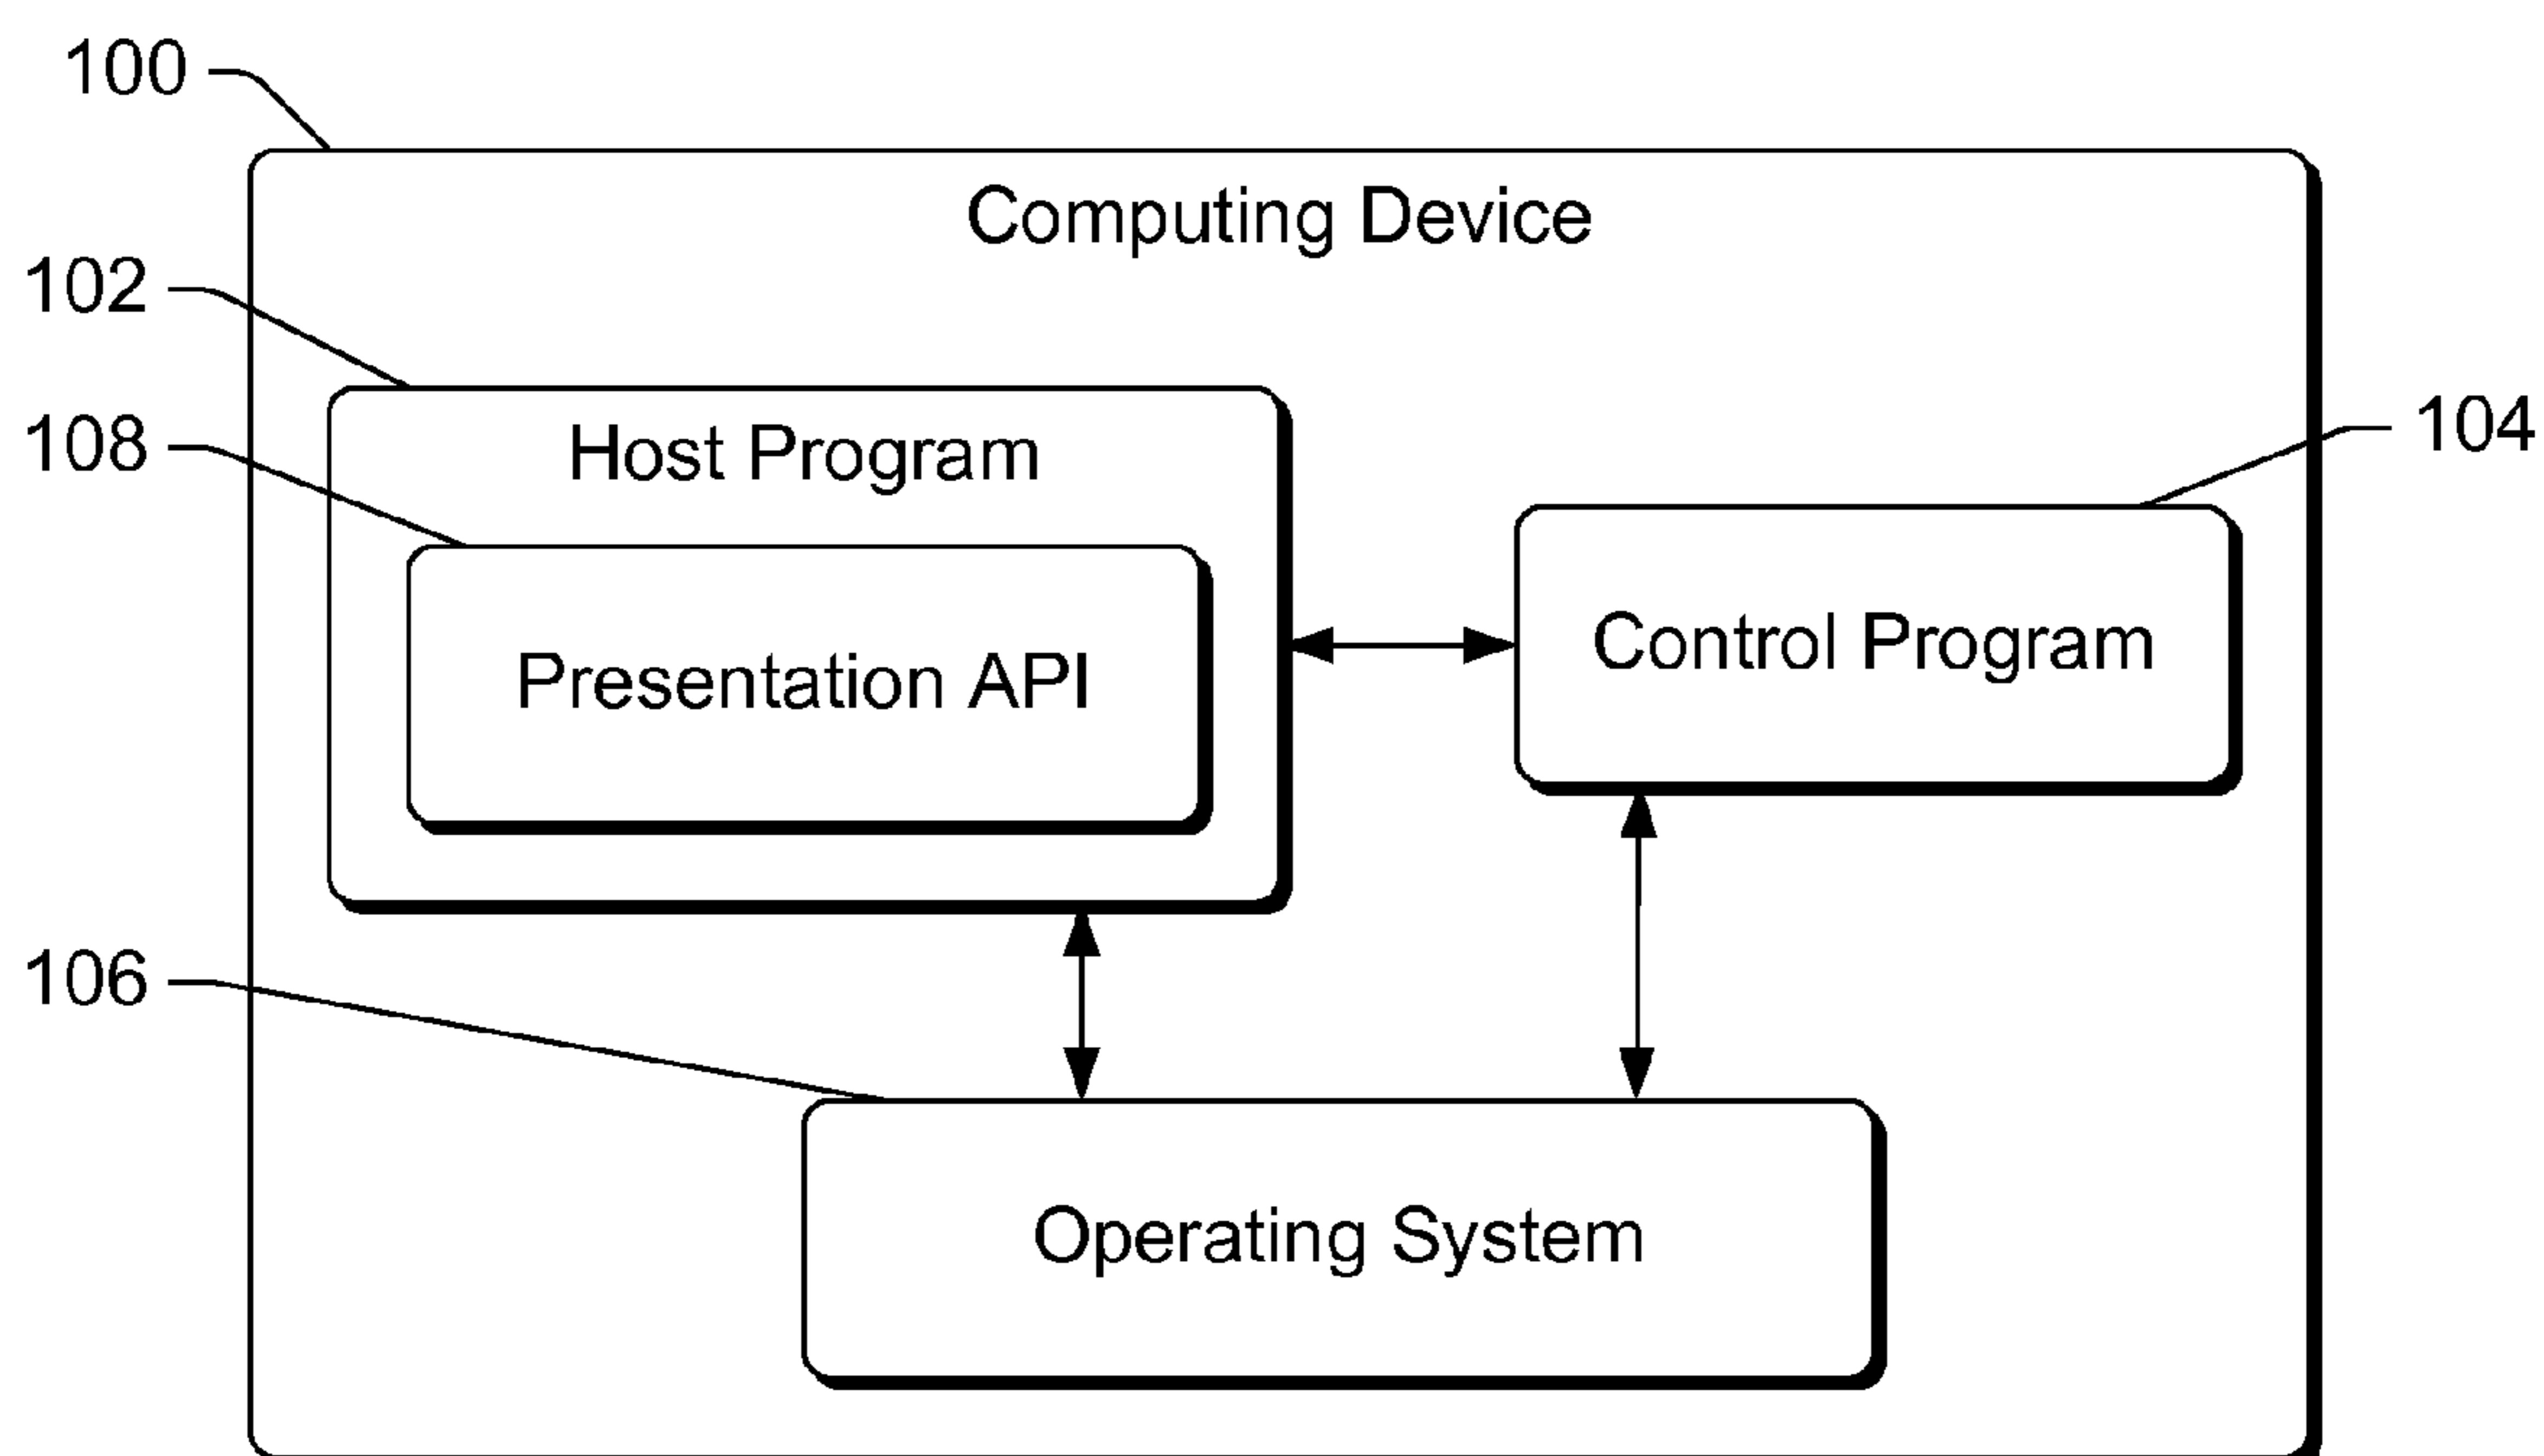 100
Computing Device
102
108
Host Program
104
Presentation API
Control Program
106
Operating System